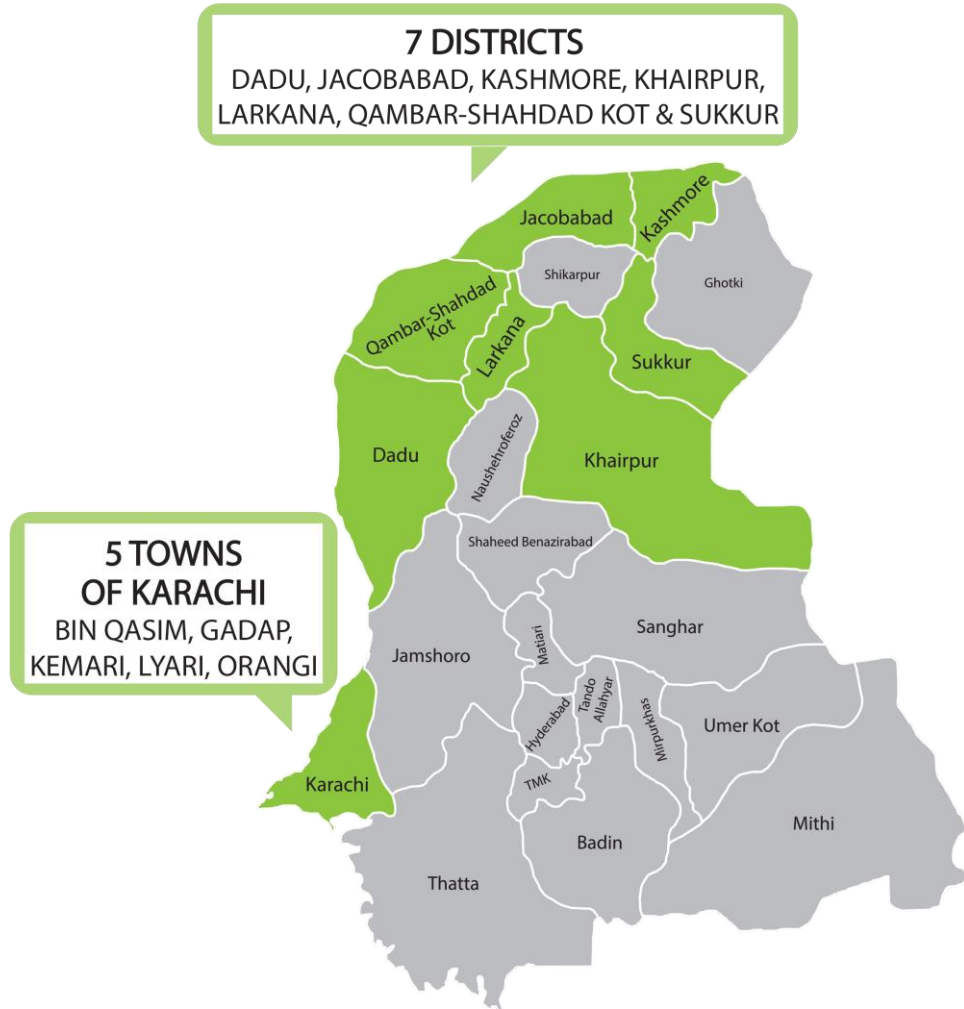 7 DISTRICTS
DADU, JACOBABAD, KASHMORE, KHAIRPUR,
LARKANA, QAMBAR-SHAHDAD KOT & SUKKUR
Jacobabad
Kashmore
Shikarpur
Ghotki
Qambar-Shahdad
Kot
Larkana
Sukkur
Dadu
Naushehroferoz
Khairpur
5 TOWNS
OF KARACHI
BIN QASIM, GADAP,
KEMARI, LYARI, ORANGI
Shaheed Benazirabad
Jamshoro
Matiari
Sanghar
Hyderabad
Tando
Allahyar
Mirpurkhas
Umer Kot
Karachi
TMK
Badin
Mithi
Thatta